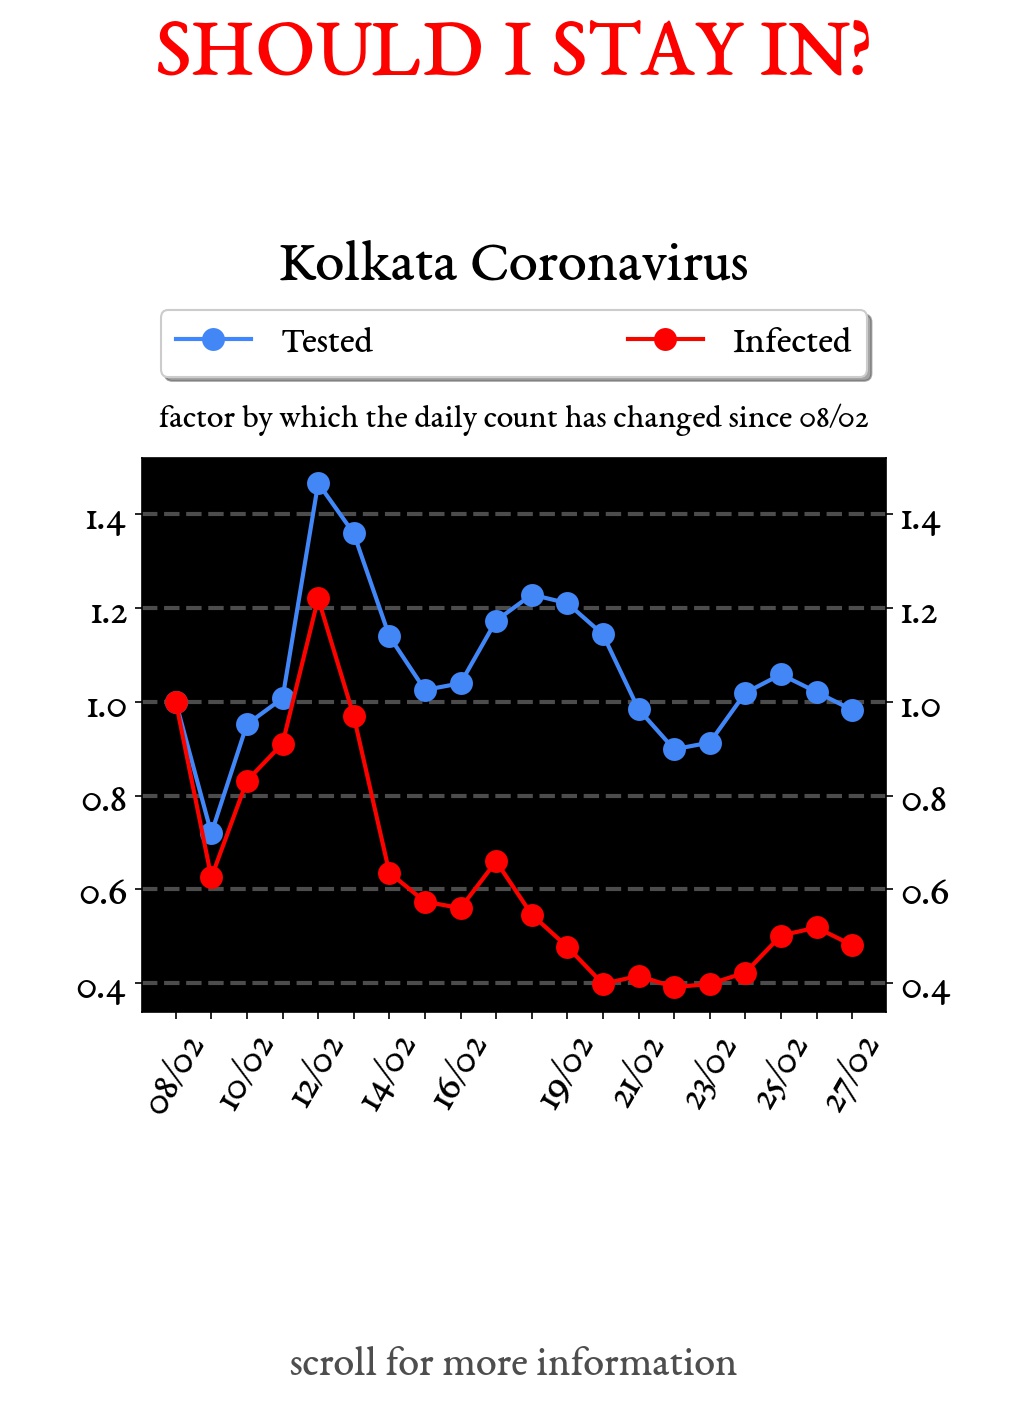 SHOULD I STAY IN?
Kolkata Coronavirus
Tested Infected
factor by which the daily count has changed since 08/02
1.4 1.4
1.2 1.2
1.0 1.0
0.8 0.8
0.6 0.6
0.4 0.4
08/02 10/02 12/02 14/02 16/02 19/02 21/02 23/02 25/02 27/02
scroll for more information